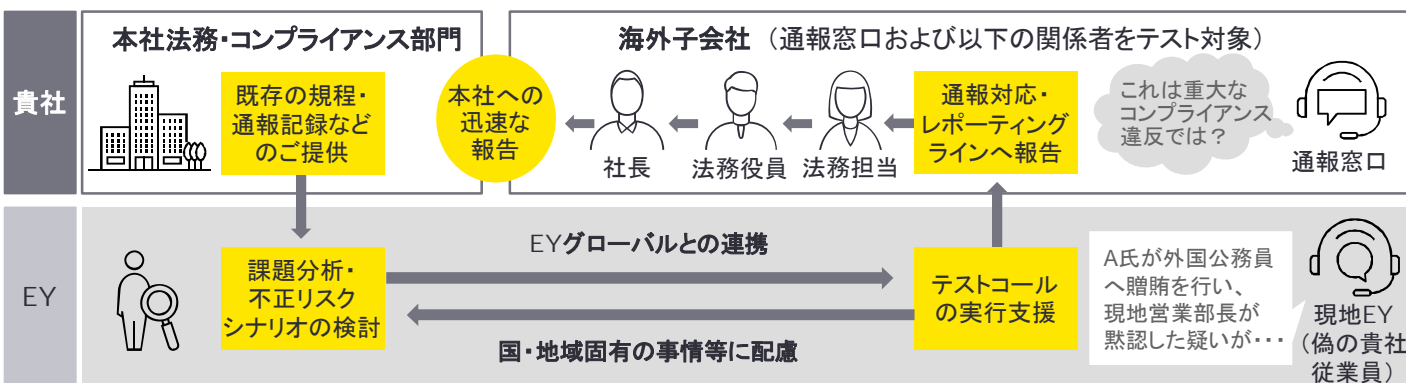 貴社
本社法務・コンプライアンス部門
既存の規程・
通報記録など
のご提供
本社への
迅速な
報告
海外子会社（通報窓口および以下の関係者をテスト対象）
社長
法務役員
法務担当
通報対応・
レポーティング
ラインへ報告
これは重大な
コンプライアンス
違反では？
通報窓口
EY
課題分析・
不正リスク
シナリオの検討
EYグローバルとの連携
国・地域固有の事情等に配慮
テストコール
の実行支援
A氏が外国公務員
へ贈賄を行い、
現地営業部長が
黙認した疑いが・・・
現地EY
（偽の貴社
従業員）